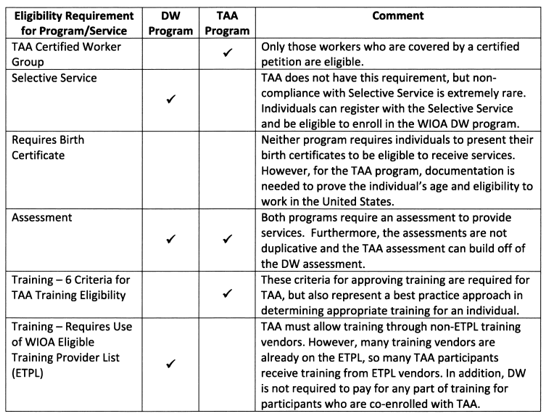 Eligibility Requirement for Program/Service | DW Program | TAA Program | Comment
TAA Certified Worker Group | | ✓ | Only those workers who are covered by a certified petition are eligible.
Selective Service | ✓ | | TAA does not have this requirement, but non-compliance with Selective Service is extremely rare. Individuals can register with the Selective Service and be eligible to enroll in the WIOA DW program.
Requires Birth Certificate | | | Neither program requires individuals to present their birth certificates to be eligible to receive services. However, for the TAA program, documentation is needed to prove the individual's age and eligibility to work in the United States.
Assessment | ✓ | ✓ | Both programs require an assessment to provide services. Furthermore, the assessments are not duplicative and the TAA assessment can build off of the DW assessment.
Training – 6 Criteria for TAA Training Eligibility | | ✓ | These criteria for approving training are required for TAA, but also represent a best practice approach in determining appropriate training for an individual.
Training – Requires Use of WIOA Eligible Training Provider List (ETPL) | ✓ | | TAA must allow training through non-ETPL training vendors. However, many training vendors are already on the ETPL, so many TAA participants receive training from ETPL vendors. In addition, DW is not required to pay for any part of training for participants who are co-enrolled with TAA.